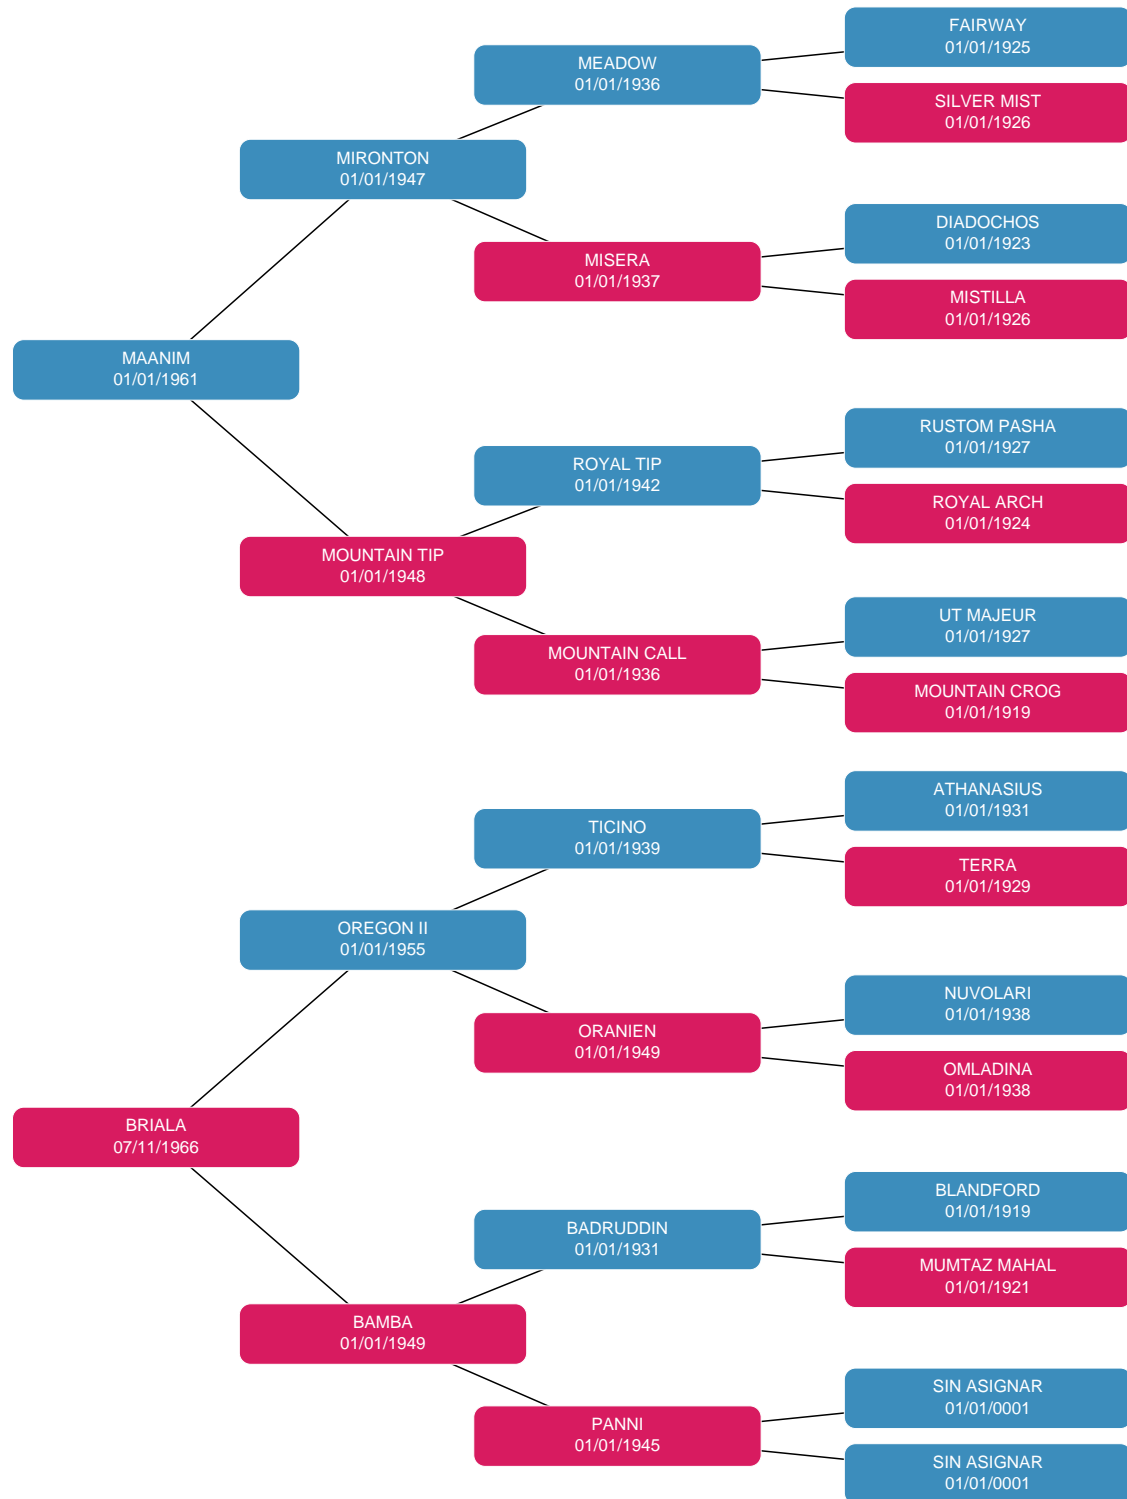 FAIRWAY
01/01/1925
MEADOW
01/01/1936
SILVER MIST
01/01/1926
MIRONTON
01/01/1947
DIADOCHOS
01/01/1923
MISERA
01/01/1937
MISTILLA
01/01/1926
MAANIM
01/01/1961
RUSTOM PASHA
01/01/1927
ROYAL TIP
01/01/1942
ROYAL ARCH
01/01/1924
MOUNTAIN TIP
01/01/1948
UT MAJEUR
01/01/1927
MOUNTAIN CALL
01/01/1936
MOUNTAIN CROG
01/01/1919
ATHANASIUS
01/01/1931
TICINO
01/01/1939
TERRA
01/01/1929
OREGON II
01/01/1955
NUVOLARI
01/01/1938
ORANIEN
01/01/1949
OMLADINA
01/01/1938
BRIALA
07/11/1966
BLANDFORD
01/01/1919
BADRUDDIN
01/01/1931
MUMTAZ MAHAL
01/01/1921
BAMBA
01/01/1949
SIN ASIGNAR
01/01/0001
PANNI
01/01/1945
SIN ASIGNAR
01/01/0001